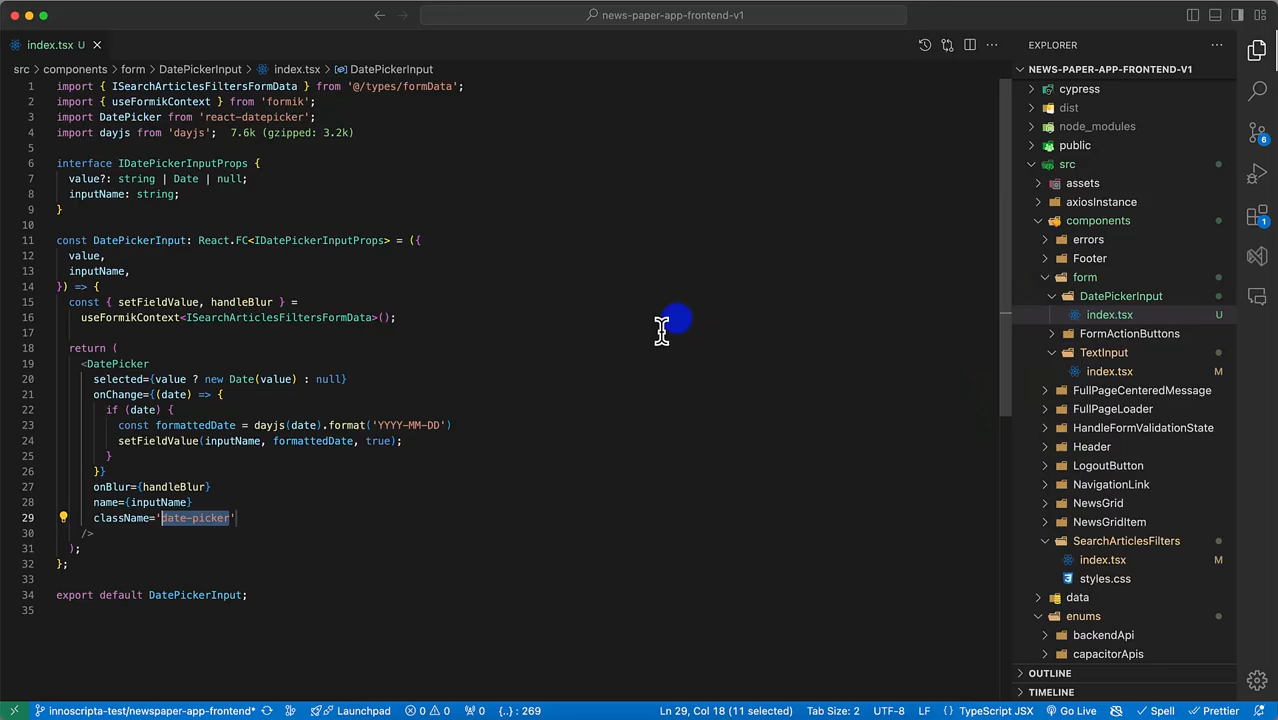 news-paper-app-frontend-v1
index.tsx U
EXPLORER
src > components > form > DatePickerInput > index.tsx > DatePickerInput
NEWS-PAPER-APP-FRONTEND-V1
1 import { ISearchArticlesFiltersFormData } from '@/types/formData';
2 import { useFormikContext } from 'formik';
3 import DatePicker from 'react-datepicker';
4 import dayjs from 'dayjs'; 7.6k (gzipped: 3.2k)
5
6 interface IDatePickerInputProps {
7 value?: string | Date | null;
8 inputName: string;
9 }
10
11 const DatePickerInput: React.FC<IDatePickerInputProps> = ({
12 value,
13 inputName,
14 }) => {
15 const { setFieldValue, handleBlur } =
16 useFormikContext<ISearchArticlesFiltersFormData>();
17
18 return (
19 <DatePicker
20 selected={value ? new Date(value) : null}
21 onChange={(date) => {
22 if (date) {
23 const formattedDate = dayjs(date).format('YYYY-MM-DD')
24 setFieldValue(inputName, formattedDate, true);
25 }
26 }}
27 onBlur={handleBlur}
28 name={inputName}
29 className='date-picker'
30 />
31 );
32 };
33
34 export default DatePickerInput;
35
cypress
dist
node_modules
public
src
assets
axiosInstance
components
errors
Footer
form
DatePickerInput
index.tsx U
FormActionButtons
TextInput
index.tsx M
FullPageCenteredMessage
FullPageLoader
HandleFormValidationState
Header
LogoutButton
NavigationLink
NewsGrid
NewsGridItem
SearchArticlesFilters
index.tsx M
styles.css
data
enums
backendApi
capacitorApis
OUTLINE
TIMELINE
6
1
innoscripta-test/newspaper-app-frontend* Launchpad 0 0 0 {..} : 269 Ln 29, Col 18 (11 selected) Tab Size: 2 UTF-8 LF {} TypeScript JSX Go Live Spell Prettier